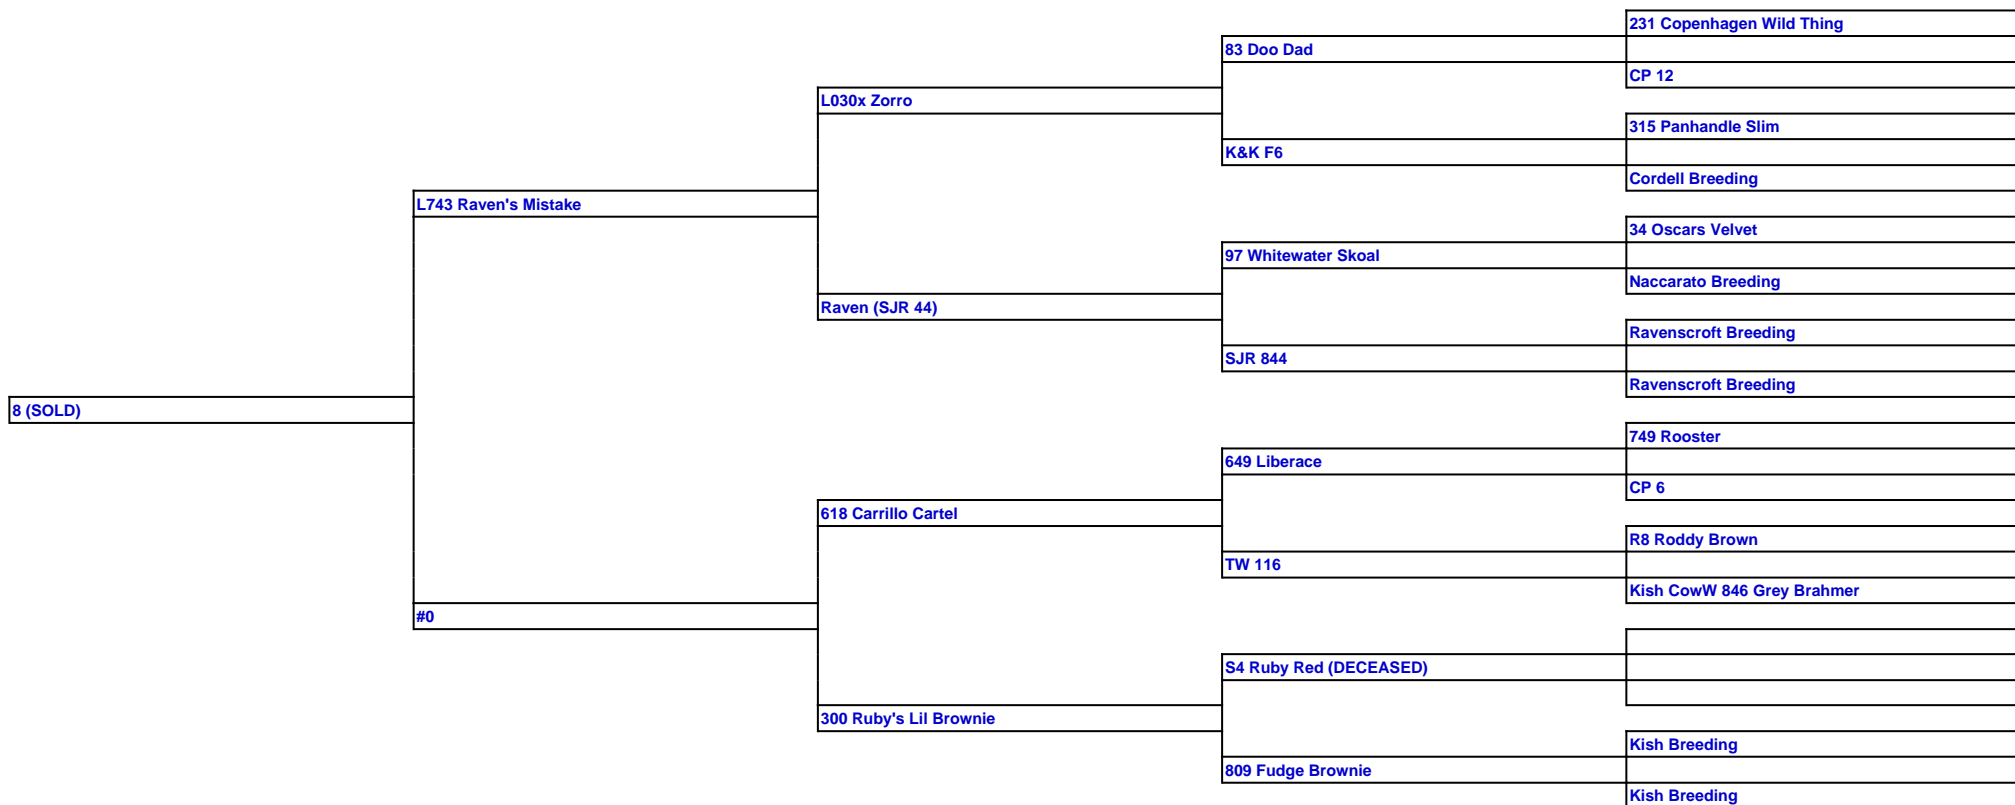 231 Copenhagen Wild Thing
83 Doo Dad
CP 12
L030x Zorro
315 Panhandle Slim
K&K F6
Cordell Breeding
L743 Raven's Mistake
34 Oscars Velvet
97 Whitewater Skoal
Naccarato Breeding
Raven (SJR 44)
Ravenscroft Breeding
SJR 844
Ravenscroft Breeding
8 (SOLD)
749 Rooster
649 Liberace
CP 6
618 Carrillo Cartel
R8 Roddy Brown
TW 116
Kish CowW 846 Grey Brahmer
#0
S4 Ruby Red (DECEASED)
300 Ruby's Lil Brownie
Kish Breeding
809 Fudge Brownie
Kish Breeding